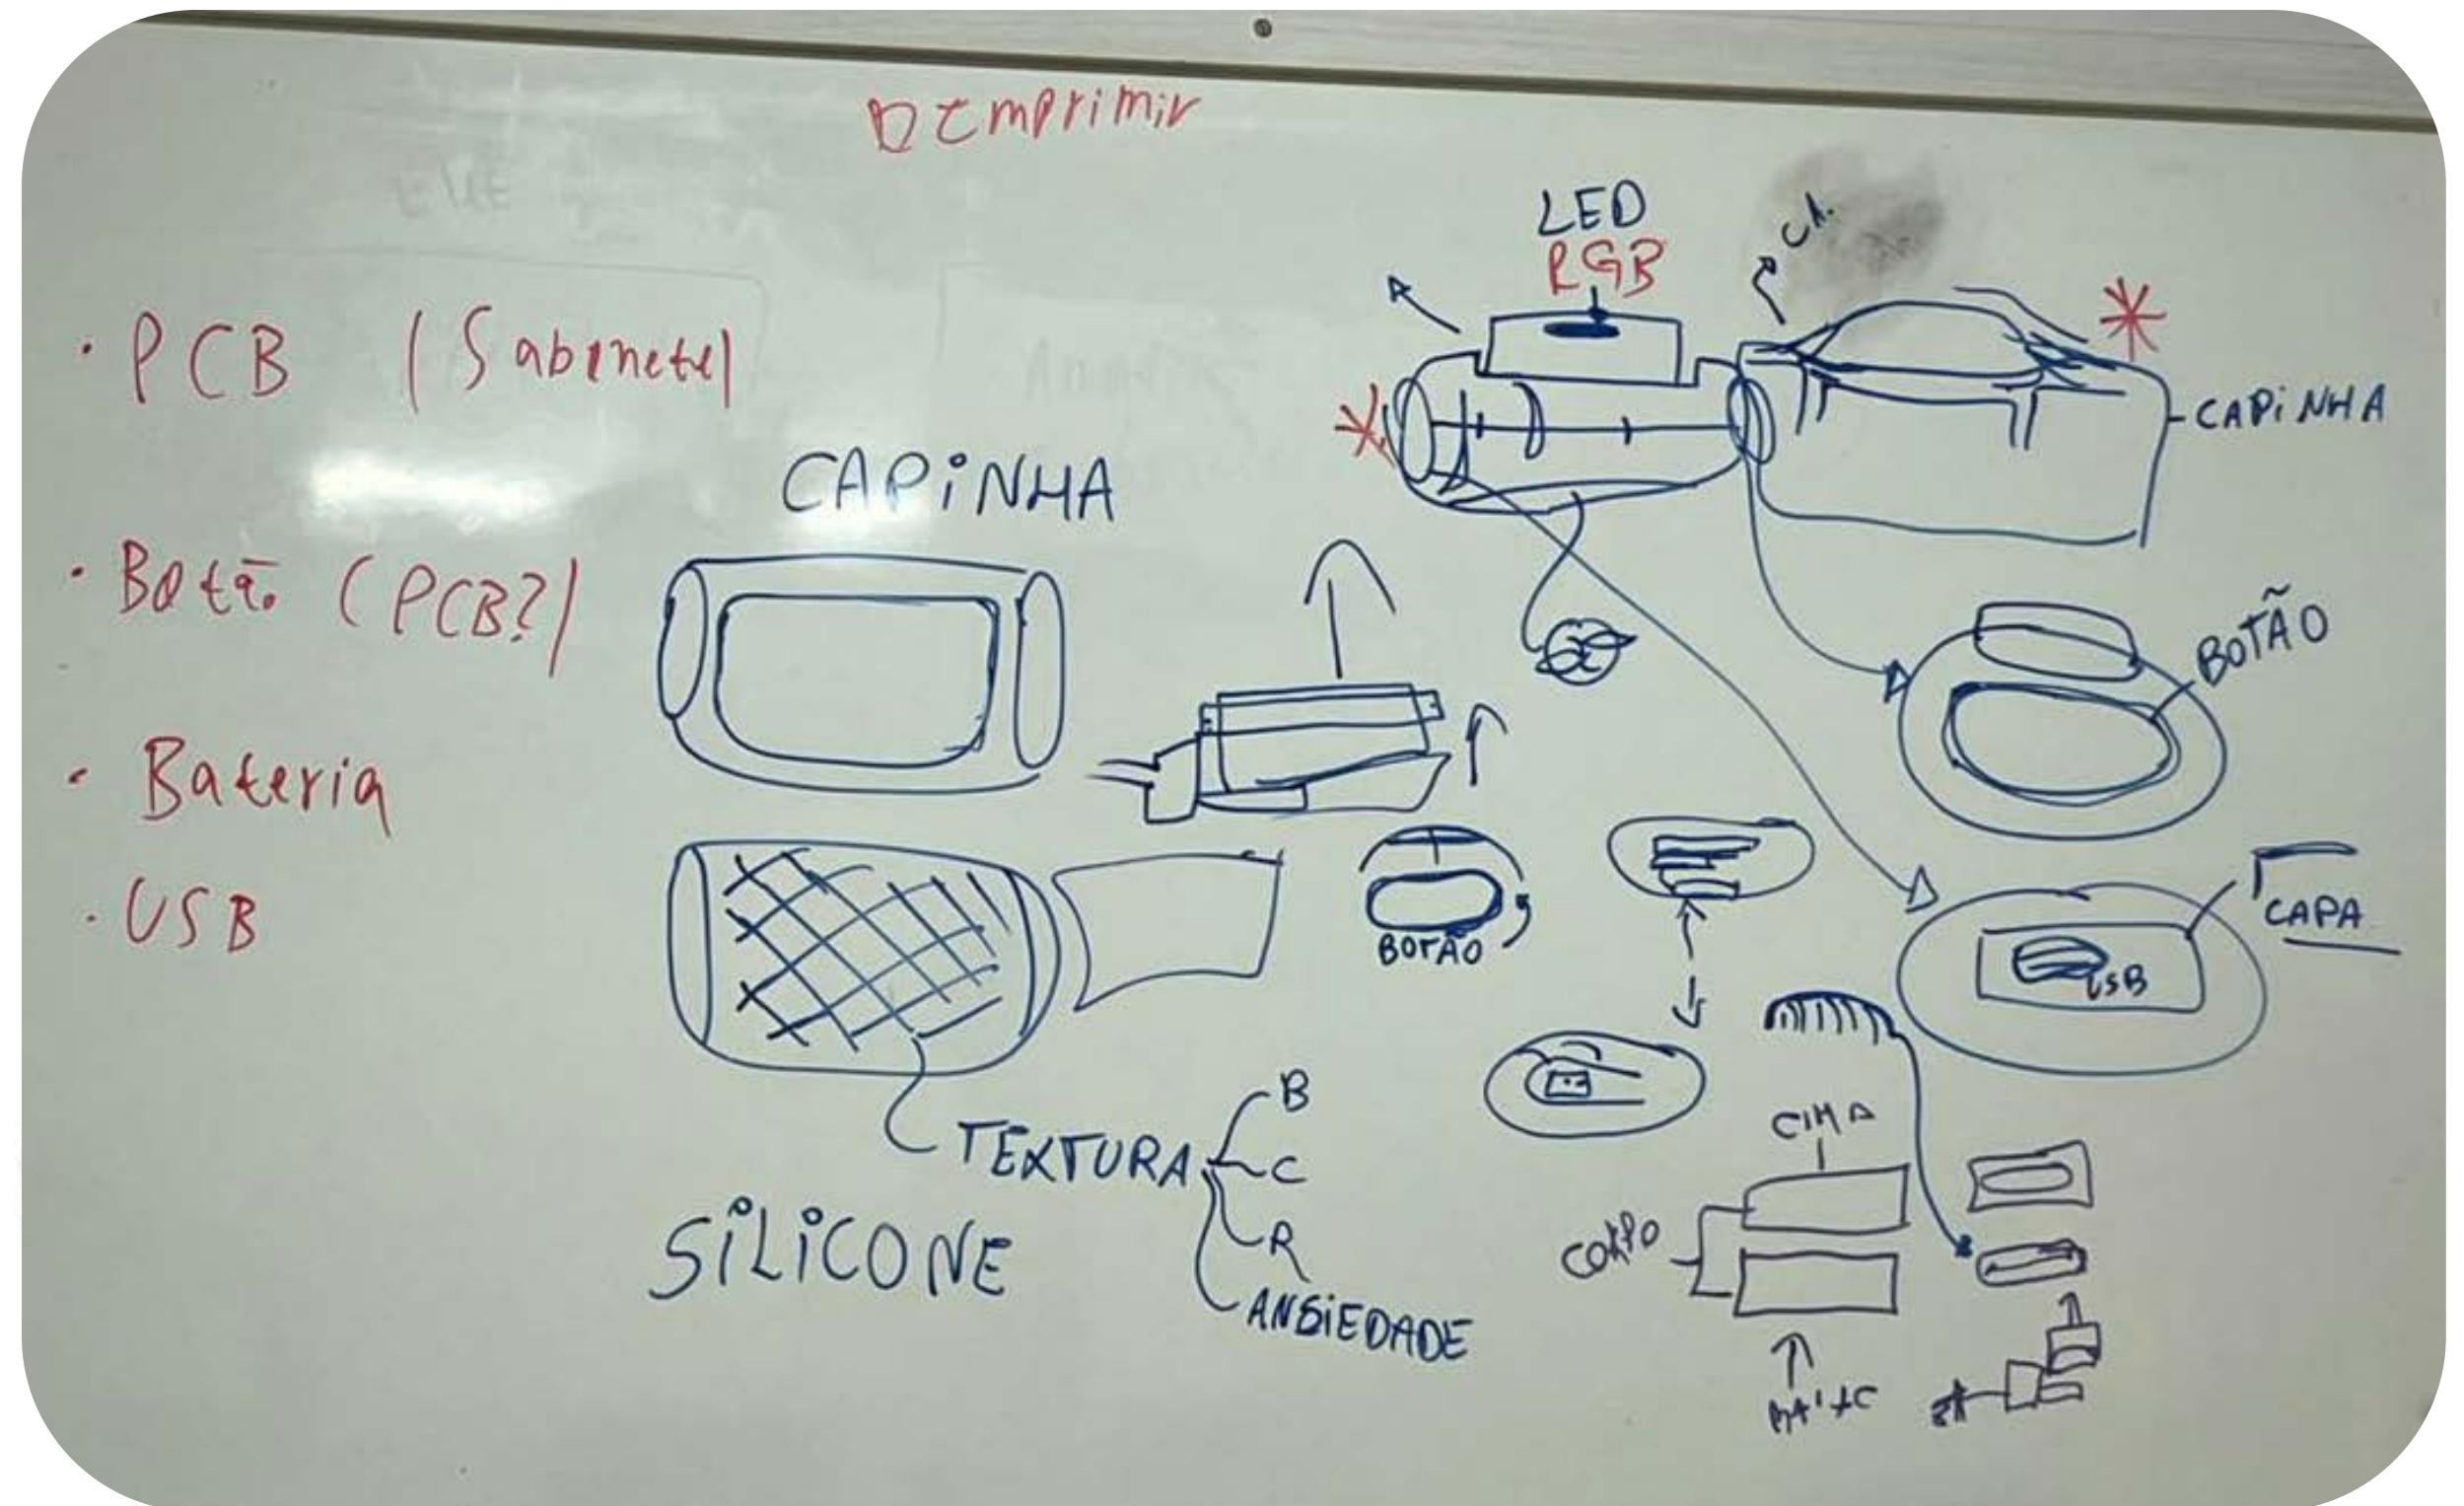 Imprimir
· PCB (Sabonete)
· Botão (PCB?)
· Bateria
· USB
CAPiNHA
LED
RGB
CAPiNHA
BOTÃO
BOTÃO
CAPA
USB
TEXTURA
B
C
R
ANSiEDADE
SiLiCONE
CIMA
CORPO